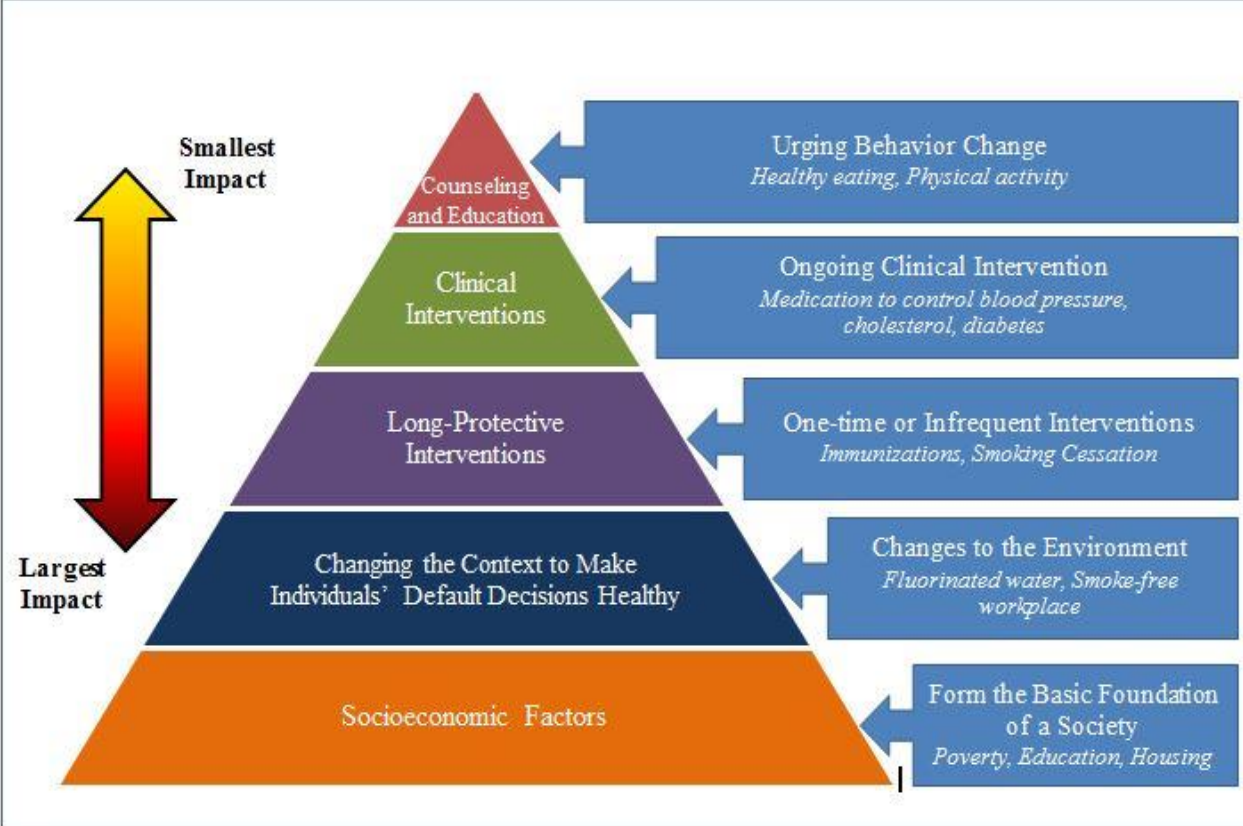 Smallest
Impact
Largest
Impact
Counseling
and Education
Clinical
Interventions
Long-Protective
Interventions
Changing the Context to Make
Individuals' Default Decisions Healthy
Socioeconomic Factors
Urging Behavior Change
Healthy eating, Physical activity
Ongoing Clinical Intervention
Medication to control blood pressure,
cholesterol, diabetes
One-time or Infrequent Interventions
Immunizations, Smoking Cessation
Changes to the Environment
Fluorinated water, Smoke-free
workplace
Form the Basic Foundation
of a Society
Poverty, Education, Housing